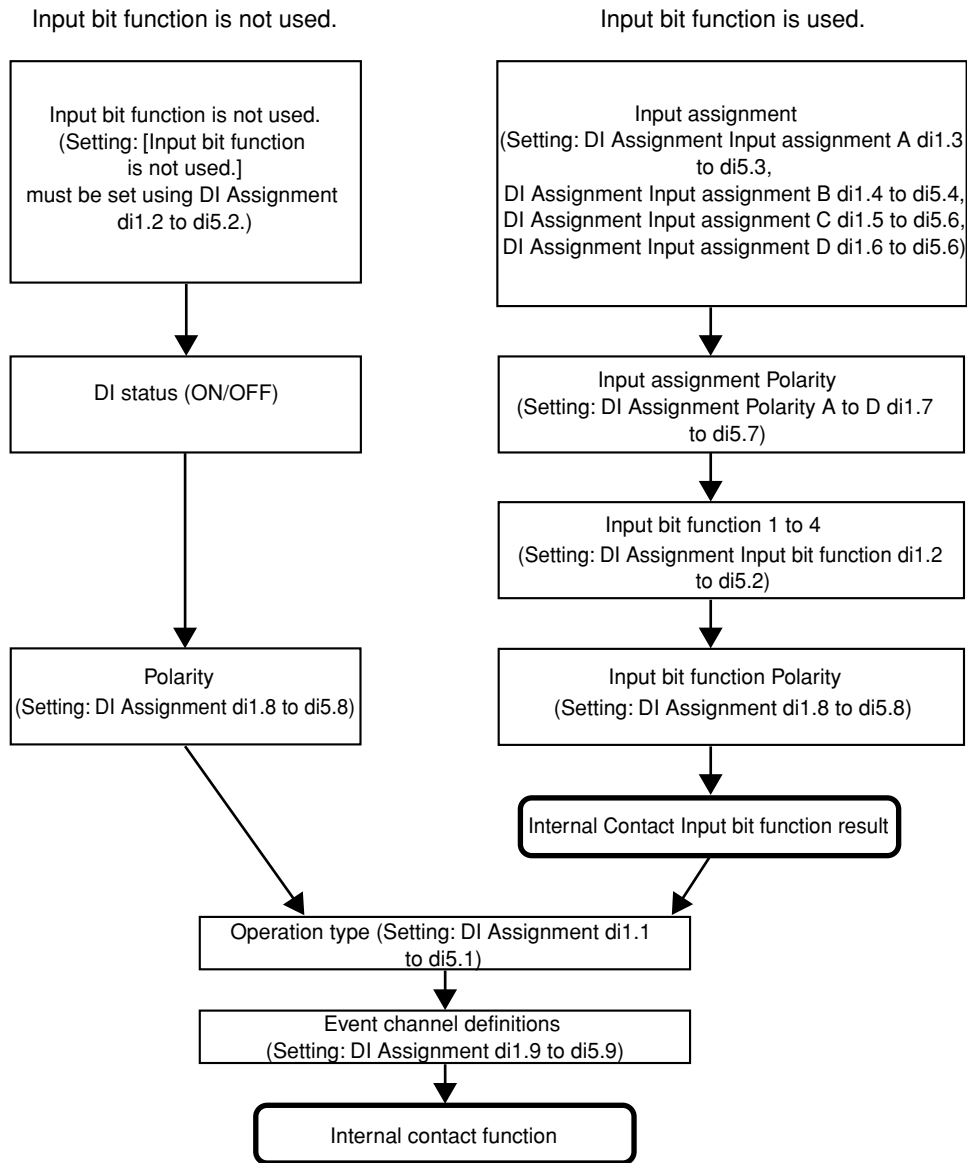 Input bit function is not used.
Input bit function is used.
Input bit function is not used.
(Setting: [Input bit function
is not used.]
must be set using DI Assignment
di1.2 to di5.2.)
Input assignment
(Setting: DI Assignment Input assignment A di1.3
to di5.3,
DI Assignment Input assignment B di1.4 to di5.4,
DI Assignment Input assignment C di1.5 to di5.6,
DI Assignment Input assignment D di1.6 to di5.6)
DI status (ON/OFF)
Input assignment Polarity
(Setting: DI Assignment Polarity A to D di1.7
to di5.7)
Input bit function 1 to 4
(Setting: DI Assignment Input bit function di1.2
to di5.2)
Polarity
(Setting: DI Assignment di1.8 to di5.8)
Input bit function Polarity
(Setting: DI Assignment di1.8 to di5.8)
Internal Contact Input bit function result
Operation type (Setting: DI Assignment di1.1
to di5.1)
Event channel definitions
(Setting: DI Assignment di1.9 to di5.9)
Internal contact function